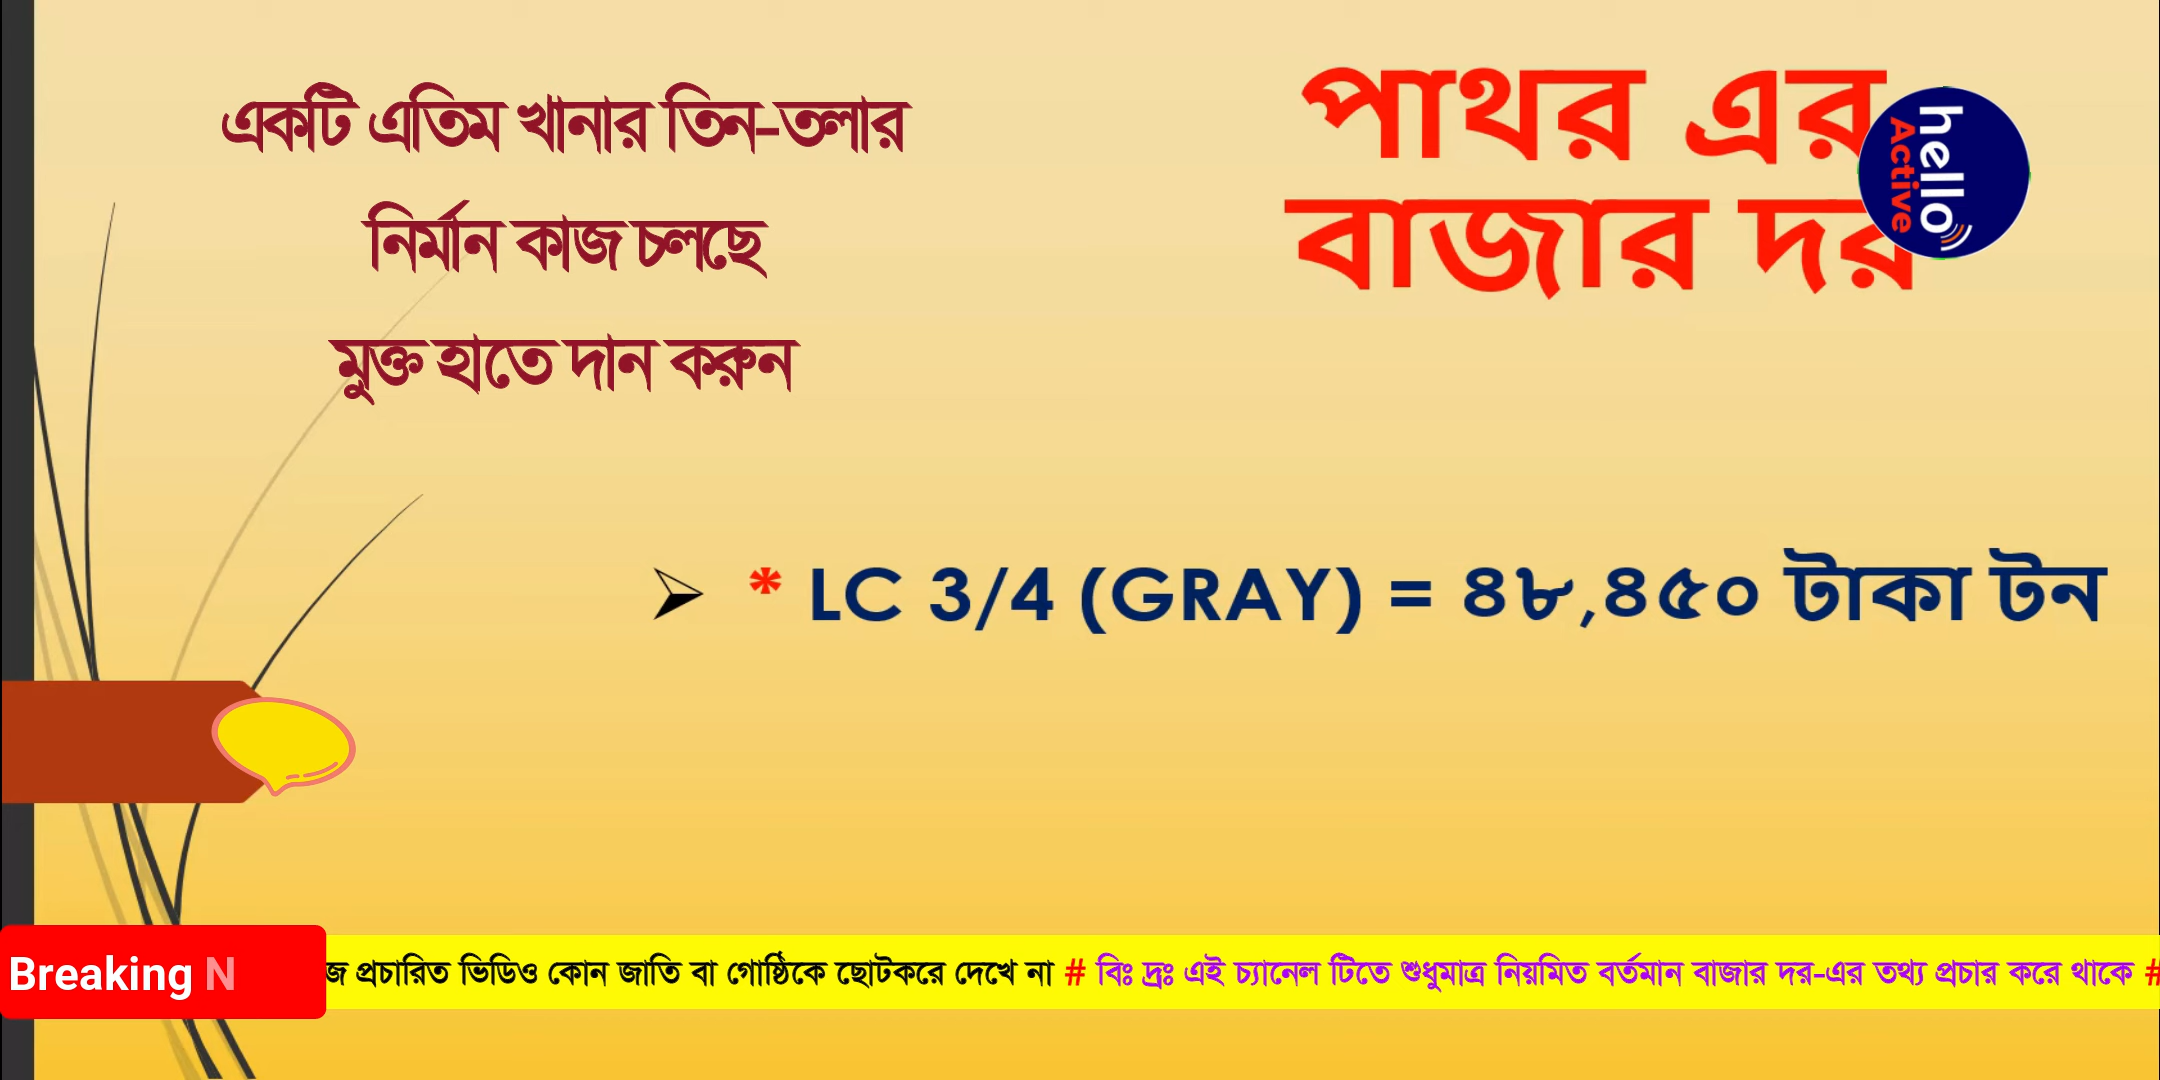 একটি এতিম খানার তিন-তলার
নির্মান কাজ চলছে
মুক্ত হাতে দান করুন
পাথর এর
বাজার দর
hello
Active
* LC 3/4 (GRAY) = ৪৮,৪৫০ টাকা টন
Breaking N
জ প্রচারিত ভিডিও কোন জাতি বা গোষ্ঠিকে ছোটকরে দেখে না # বিঃ দ্রঃ এই চ্যানেল টিতে শুধুমাত্র নিয়মিত বর্তমান বাজার দর-এর তথ্য প্রচার করে থাকে #